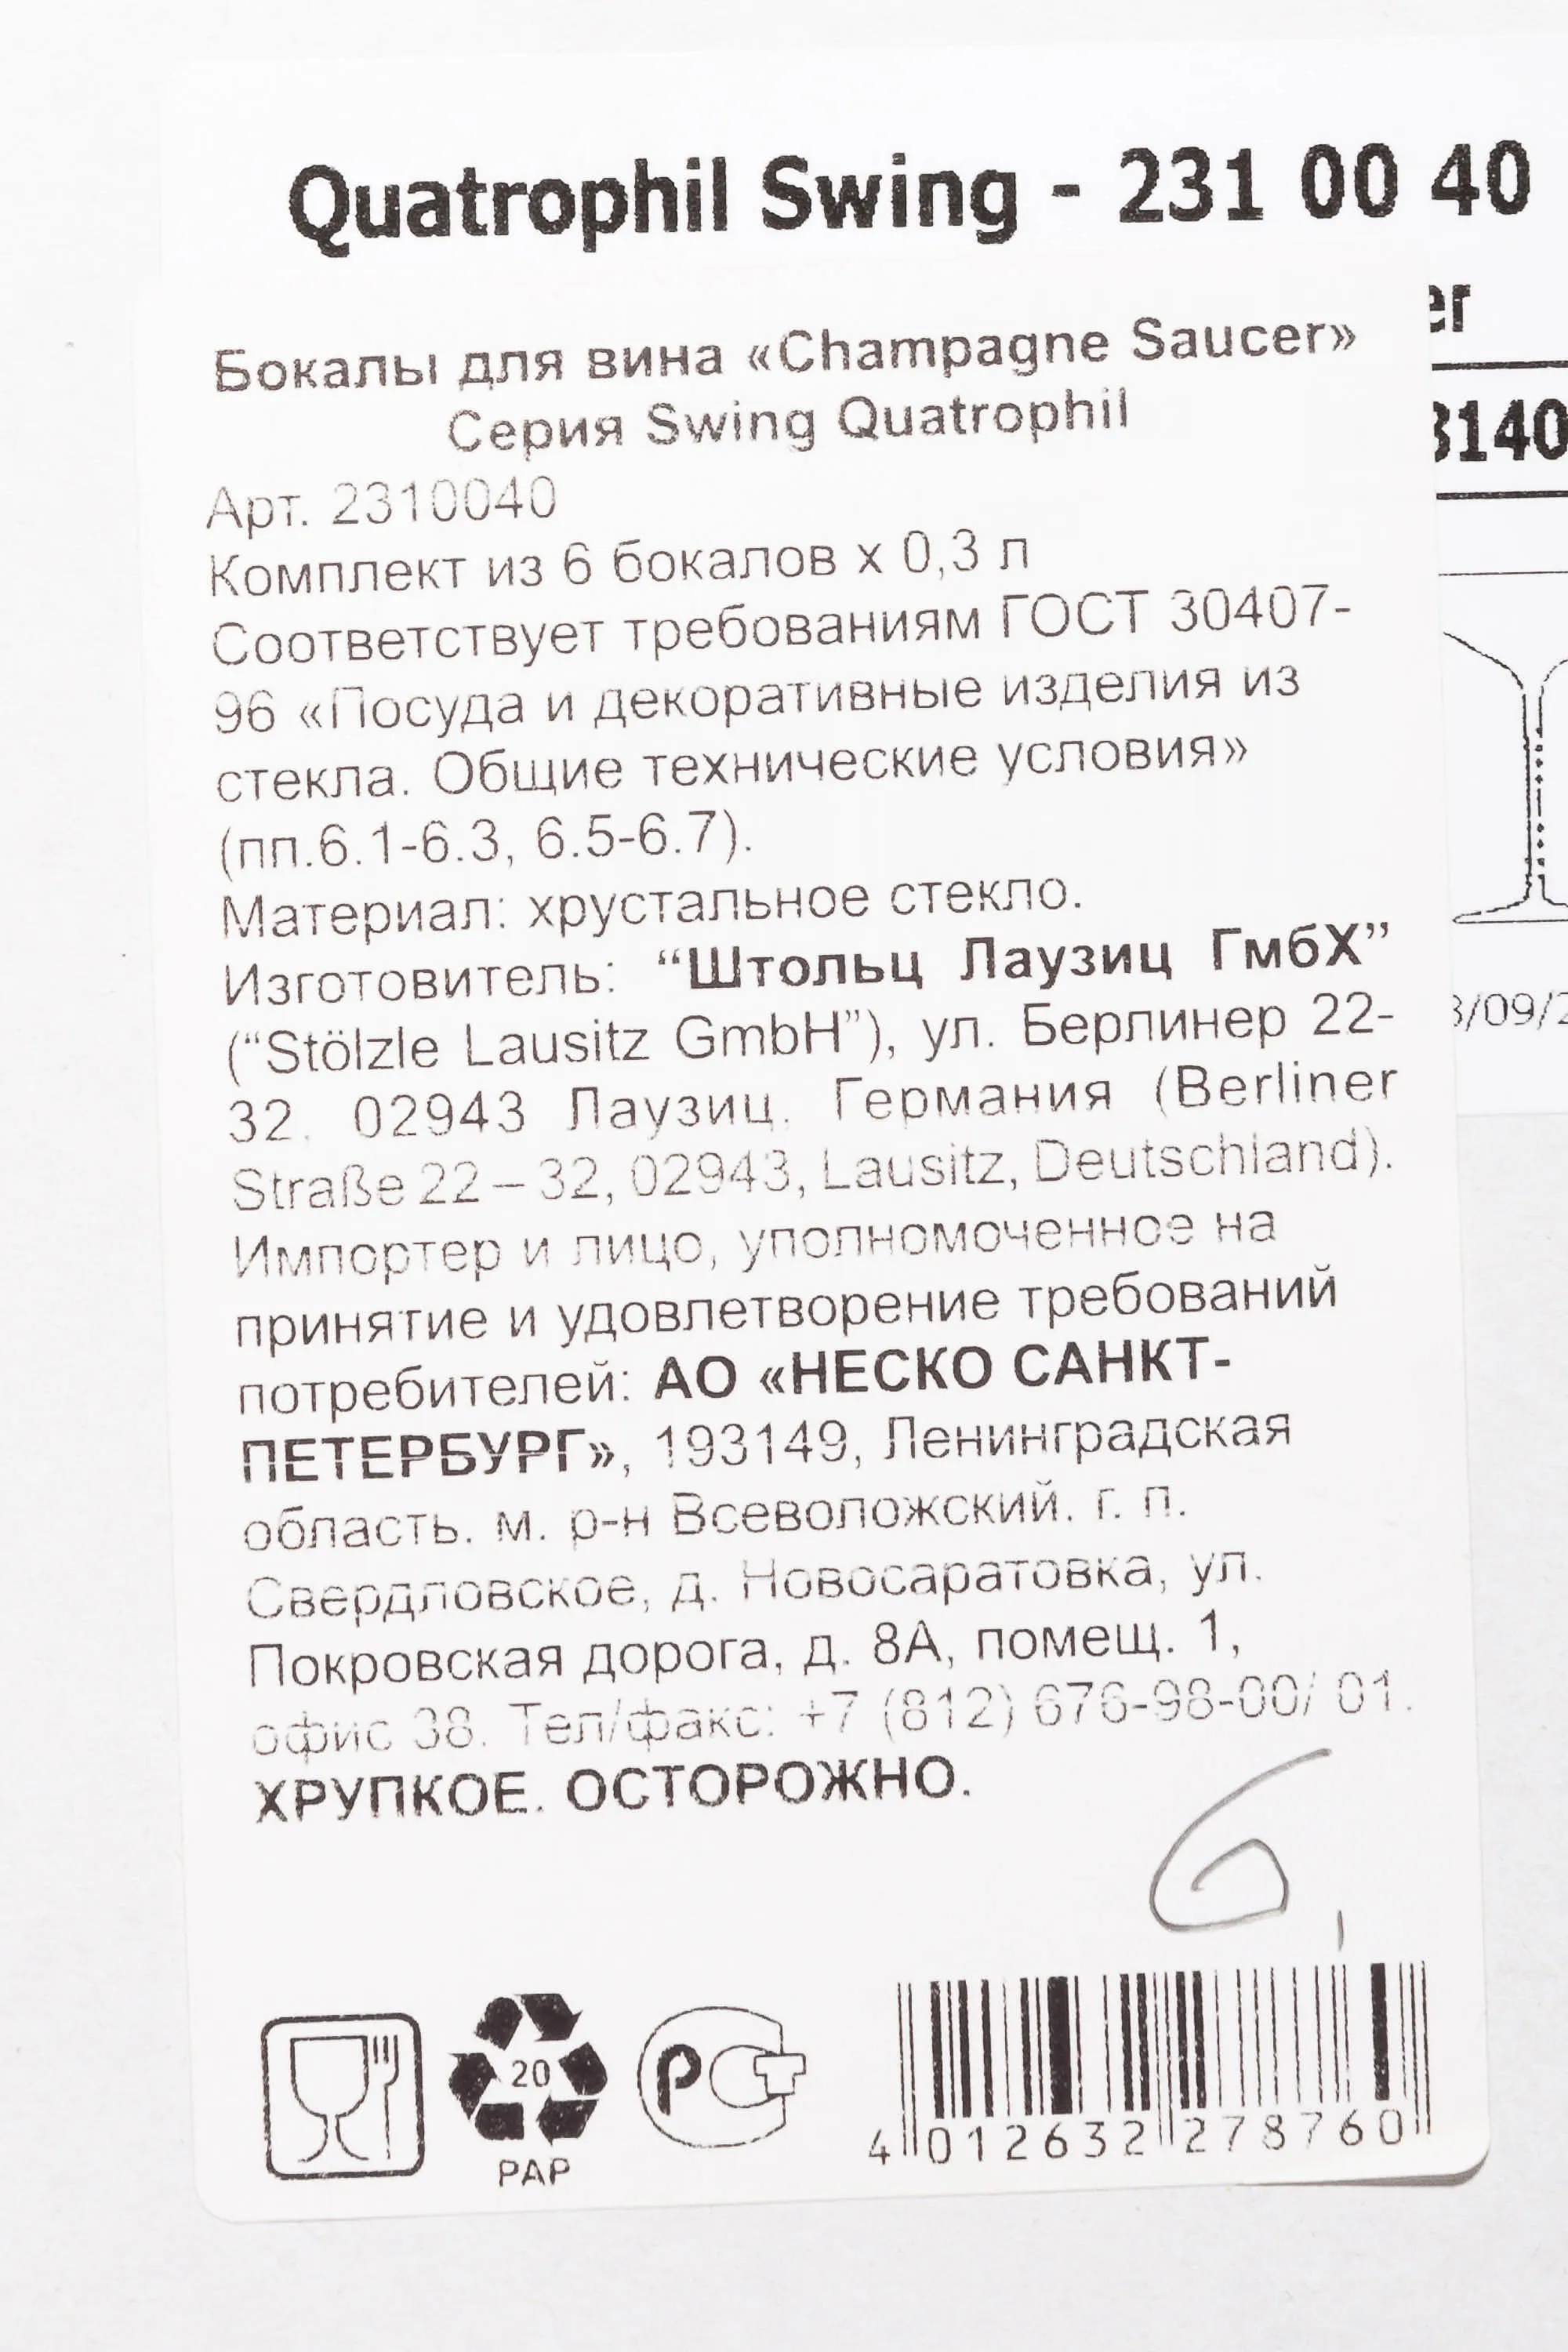 Quatrophil Swing - 231 00 40
er
Бокалы для вина «Champagne Saucer»
3140
Серия Swing Quatrophil
Арт. 2310040
Комплект из 6 бокалов х 0,3 л
Соответствует требованиям ГОСТ 30407-
96 «Посуда и декоративные изделия из
стекла. Общие технические условия»
(пп.6.1-6.3, 6.5-6.7).
Материал: хрустальное стекло.
Изготовитель: “Штольц Лаузиц ГмбХ”
(“Stölzle Lausitz GmbH”), ул. Берлинер 22-
/09/2
32. 02943 Лаузиц. Германия (Berliner
Straße 22 – 32, 02943, Lausitz, Deutschland).
Импортер и лицо, уполномоченное на
принятие и удовлетворение требований
потребителей: АО «НЕСКО САНКТ-
ПЕТЕРБУРГ», 193149, Ленинградская
область. м. р-н Всеволожский. г. п.
Свердловское, д. Новосаратовка, ул.
Покровская дорога, д. 8А, помещ. 1,
офис 38. Тел/факс: +7 (812) 676-98-00/ 01.
ХРУПКОЕ. ОСТОРОЖНО.
6,
20
PAP
РСТ
4 012632 278760